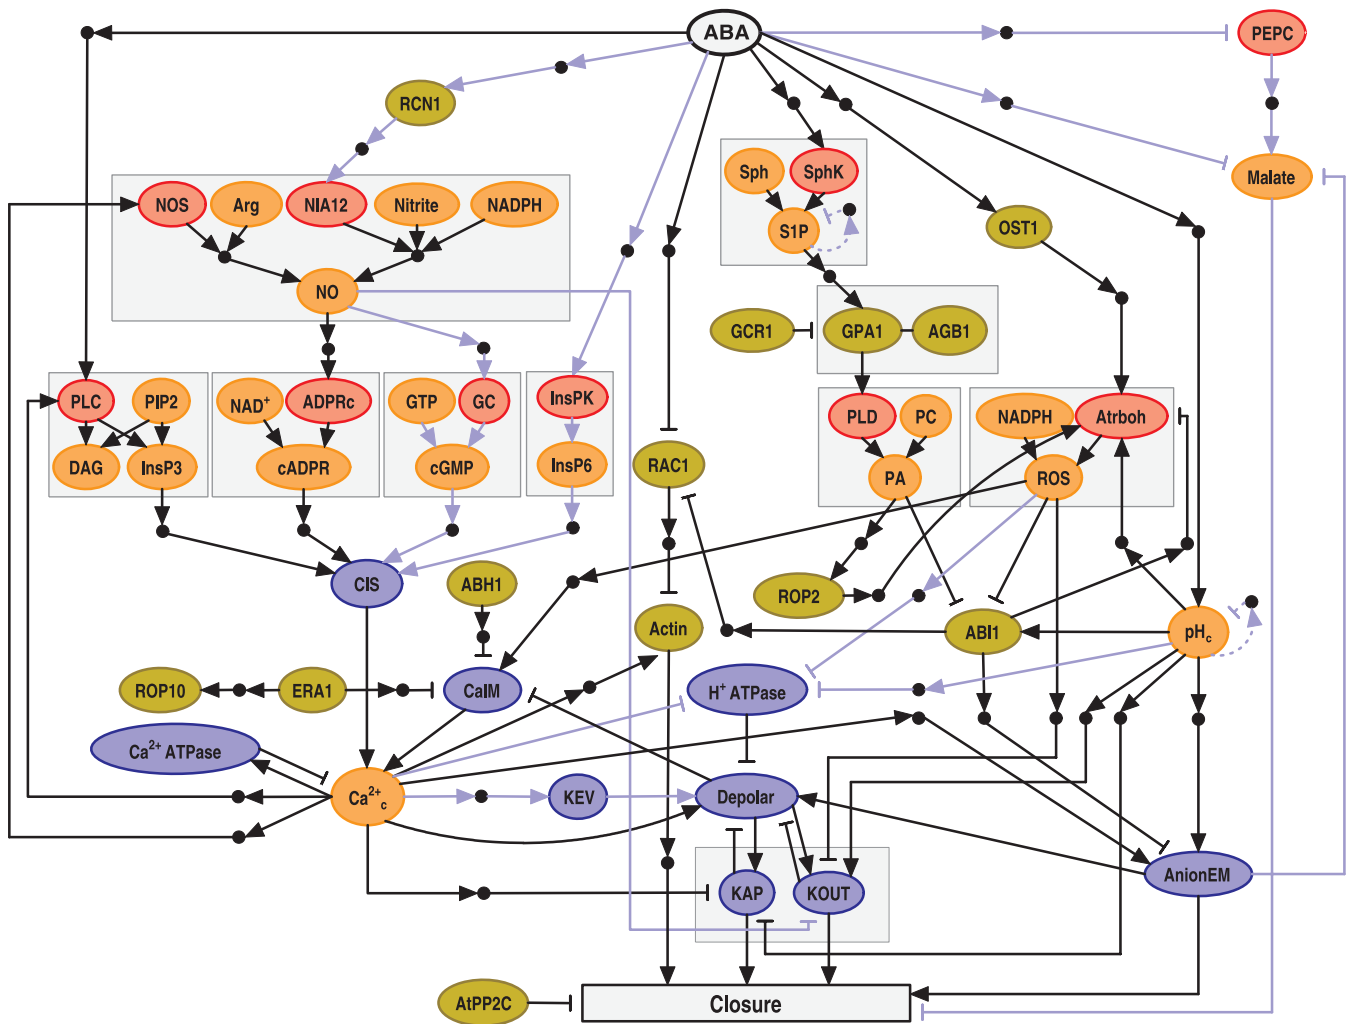 ABA
PEPC
RCN1
Sph
SphK
Malate
NOS
Arg
NIA12
Nitrite
NADPH
S1P
OST1
NO
GCR1
GPA1
AGB1
PLC
PIP2
NAD⁺
ADPRc
GTP
GC
InsPK
PLD
PC
NADPH
Atrboh
DAG
InsP3
cADPR
cGMP
InsP6
RAC1
PA
ROS
CIS
ABH1
ROP2
Actin
ABI1
pHc
ROP10
ERA1
CaIM
H⁺ ATPase
Ca²⁺ ATPase
Ca²⁺c
KEV
Depolar
KAP
KOUT
AnionEM
AtPP2C
Closure